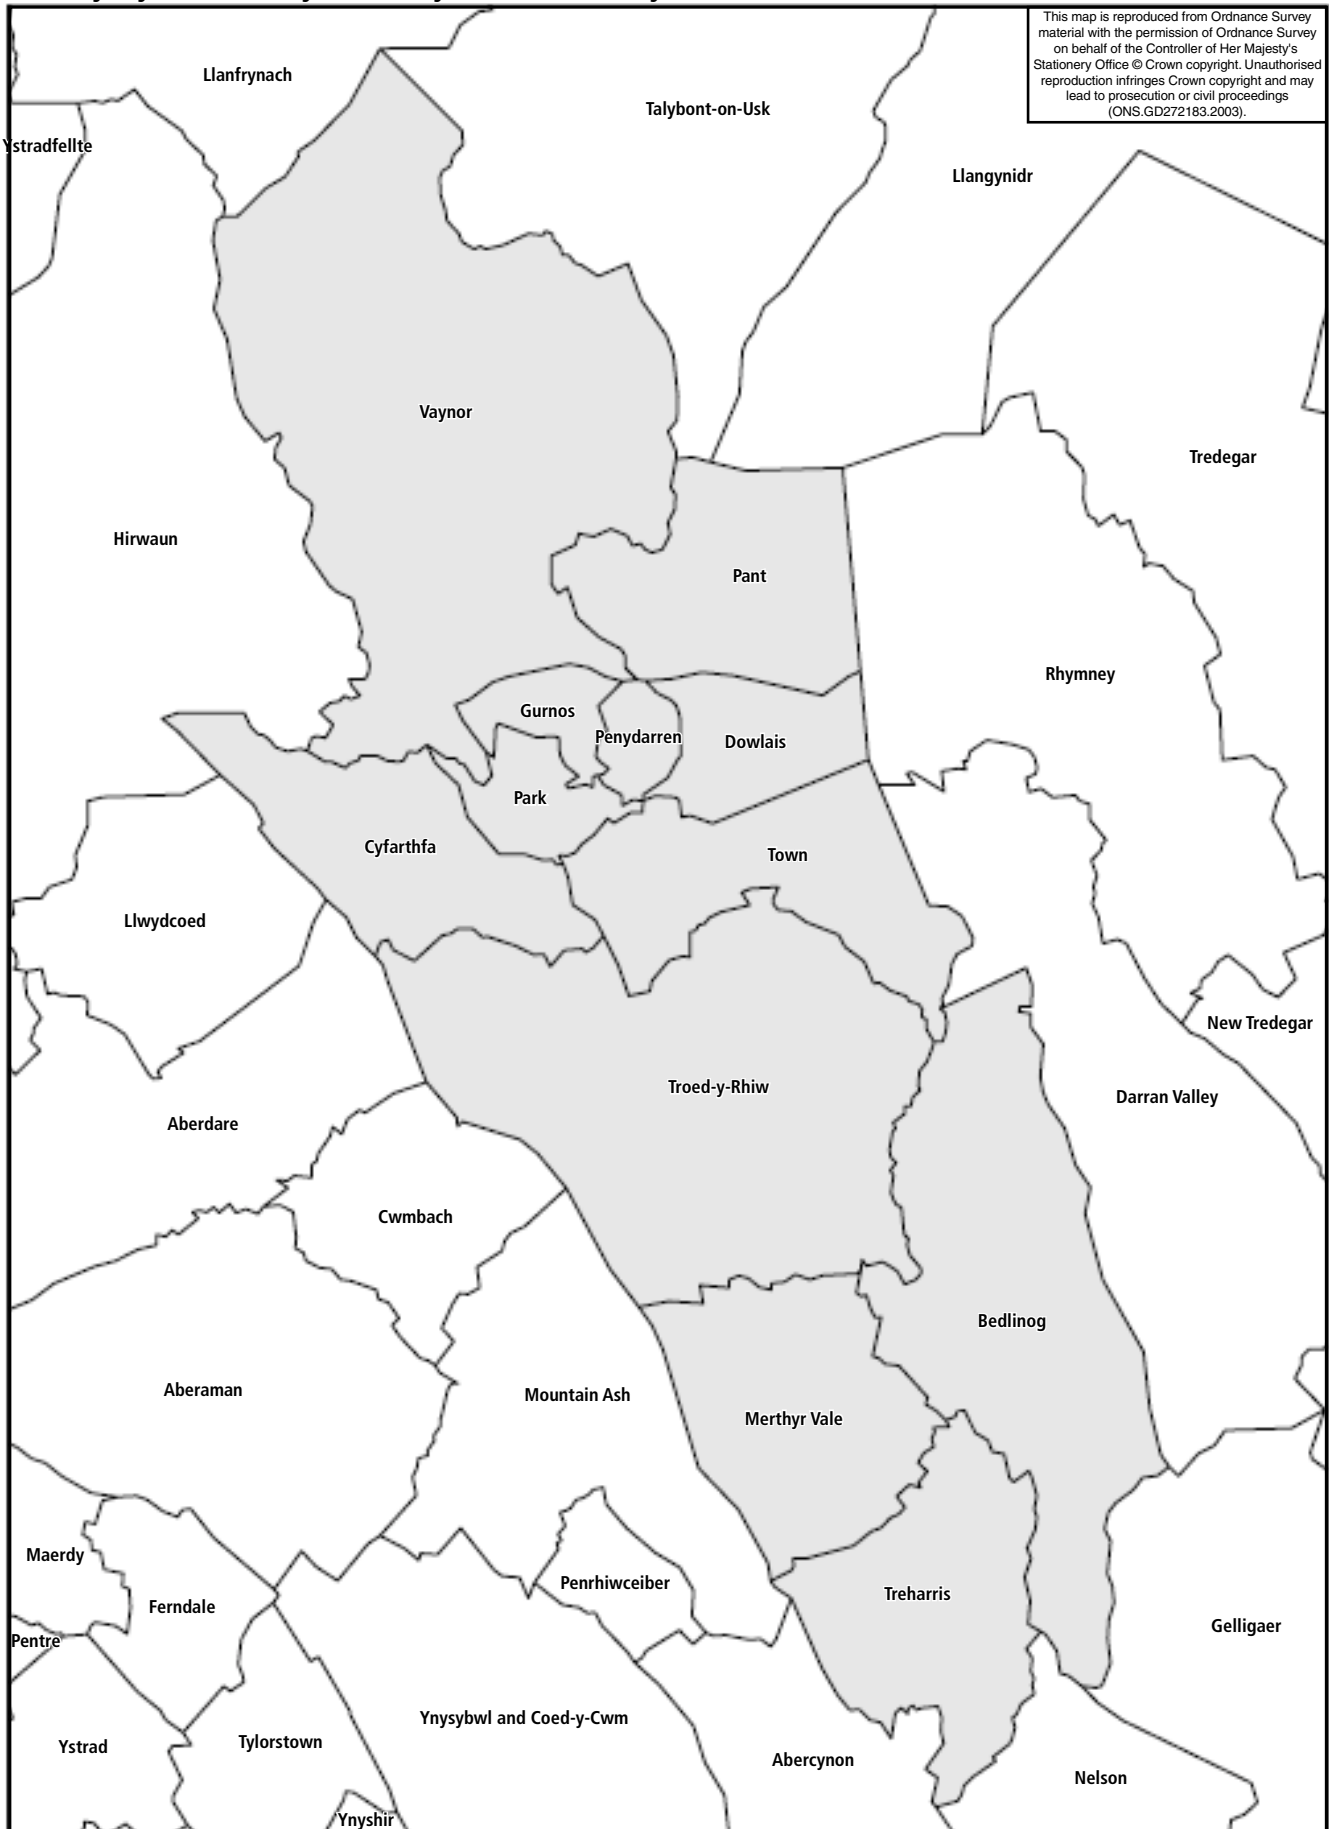 This map is reproduced from Ordnance Survey
material with the permission of Ordnance Survey
on behalf of the Controller of Her Majesty's
Stationery Office © Crown copyright. Unauthorised
reproduction infringes Crown copyright and may
lead to prosecution or civil proceedings
(ONS.GD272183.2003).
Llanfrynach
Talybont-on-Usk
Ystradfellte
Llangynidr
Vaynor
Tredegar
Hirwaun
Pant
Rhymney
Gurnos
Penydarren
Dowlais
Park
Cyfarthfa
Town
Llwydcoed
New Tredegar
Troed-y-Rhiw
Darran Valley
Aberdare
Cwmbach
Bedlinog
Aberaman
Mountain Ash
Merthyr Vale
Maerdy
Penrhiwceiber
Treharris
Ferndale
Gelligaer
Pentre
Ynysybwl and Coed-y-Cwm
Tylorstown
Ystrad
Abercynon
Nelson
Ynyshir